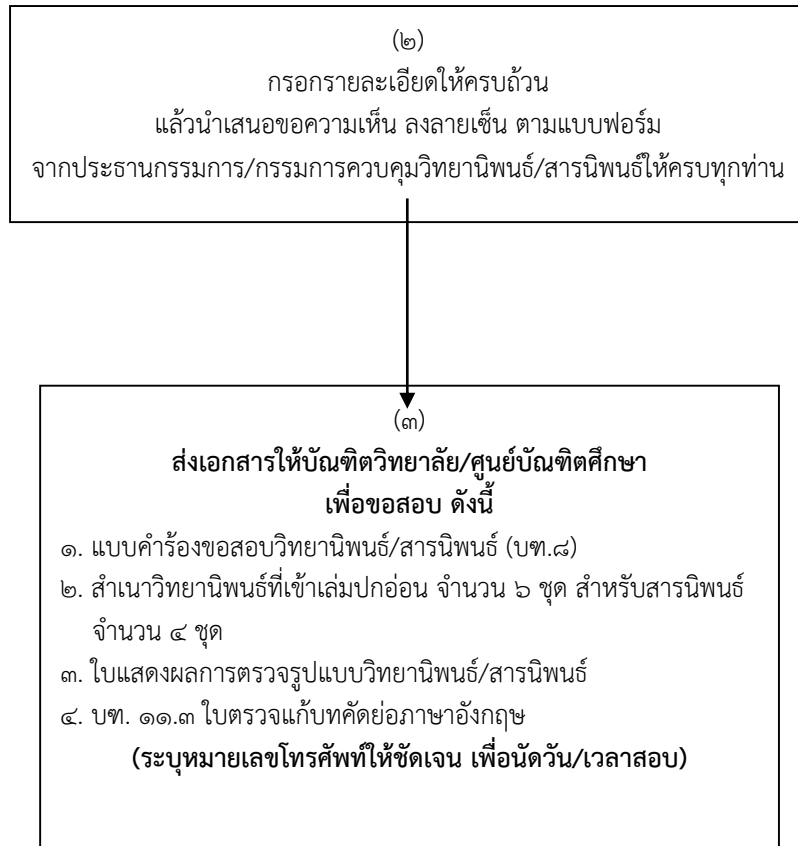 (๒)
กรอกรายละเอียดให้ครบถ้วน
แล้วนำเสนอขอความเห็น ลงลายเซ็น ตามแบบฟอร์ม
จากประธานกรรมการ/กรรมการควบคุมวิทยานิพนธ์/สารนิพนธ์ให้ครบทุกท่าน
(๓)
ส่งเอกสารให้บัณฑิตวิทยาลัย/ศูนย์บัณฑิตศึกษา
เพื่อขอสอบ ดังนี้
๑. แบบคำร้องขอสอบวิทยานิพนธ์/สารนิพนธ์ (บฑ.๘)
๒. สำเนาวิทยานิพนธ์ที่เข้าเล่มปกอ่อน จำนวน ๖ ชุด สำหรับสารนิพนธ์
จำนวน ๔ ชุด
๓. ใบแสดงผลการตรวจรูปแบบวิทยานิพนธ์/สารนิพนธ์
๔. บฑ. ๑๑.๓ ใบตรวจแก้บทคัดย่อภาษาอังกฤษ
(ระบุหมายเลขโทรศัพท์ให้ชัดเจน เพื่อนัดวัน/เวลาสอบ)